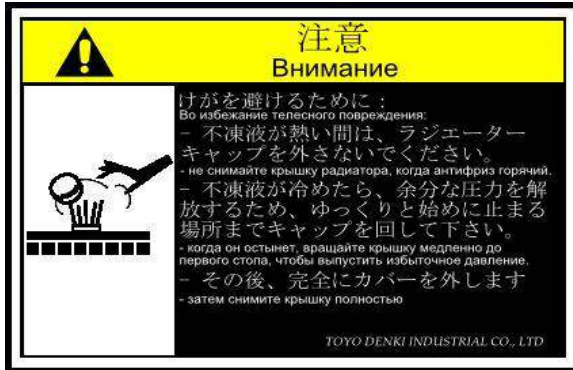 注意
Внимание
けがを避けるために：
Во избежание телесного повреждения:
－ 不凍液が熱い間は、ラジエーター
キャップを外さないでください。
- не снимайте крышку радиатора, когда антифриз горячий.
－ 不凍液が冷めたら、余分な圧力を解
放するため、ゆっくりと始めに止まる
場所までキャップを回して下さい。
- когда он остынет, вращайте крышку медленно до
первого стопа, чтобы выпустить избыточное давление.
－ その後、完全にカバーを外します
- затем снимите крышку полностью
TOYO DENKI INDUSTRIAL CO., LTD